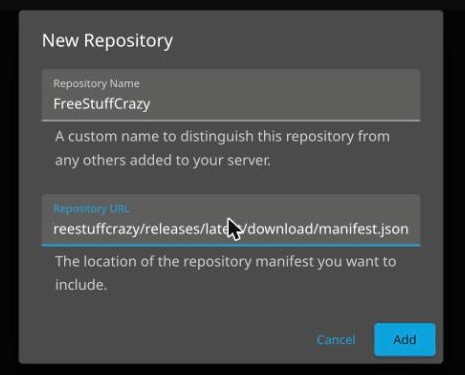 New Repository
Repository Name
FreeStuffCrazy
A custom name to distinguish this repository from
any others added to your server.
Repository URL
reestuffcrazy/releases/latest/download/manifest.json
The location of the repository manifest you want to
include.
Cancel
Add